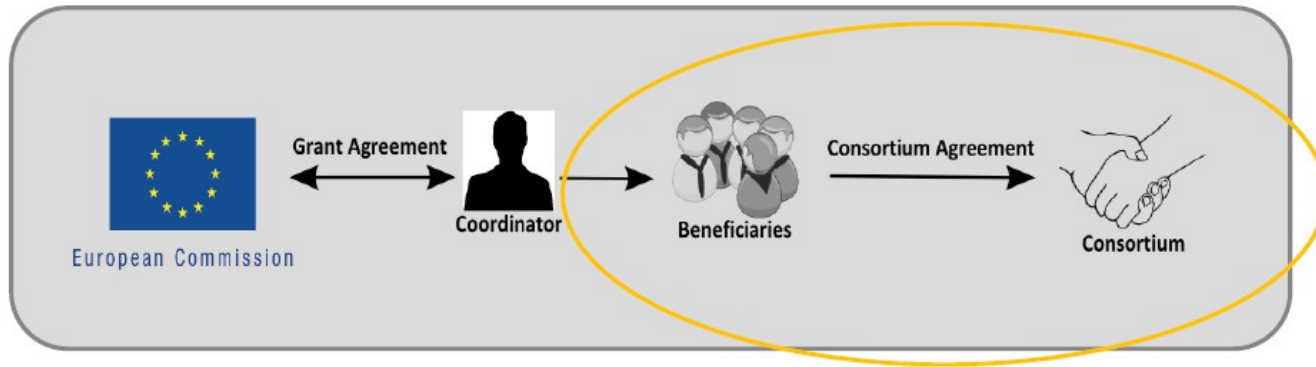 Grant Agreement
Coordinator
European Commission
Beneficiaries
Consortium Agreement
Consortium